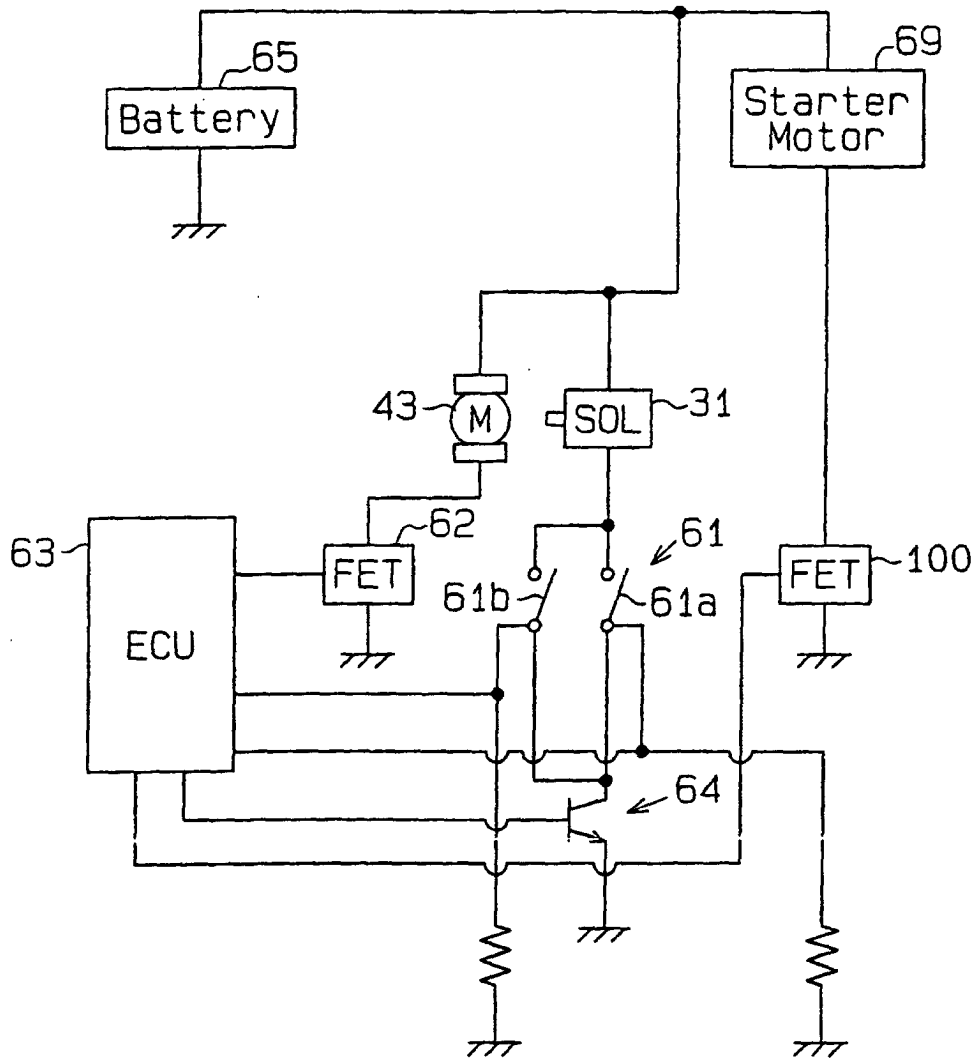 65
Battery
69
Starter
Motor
43
M
SOL
31
63
ECU
62
FET
61
61b
61a
FET
100
64